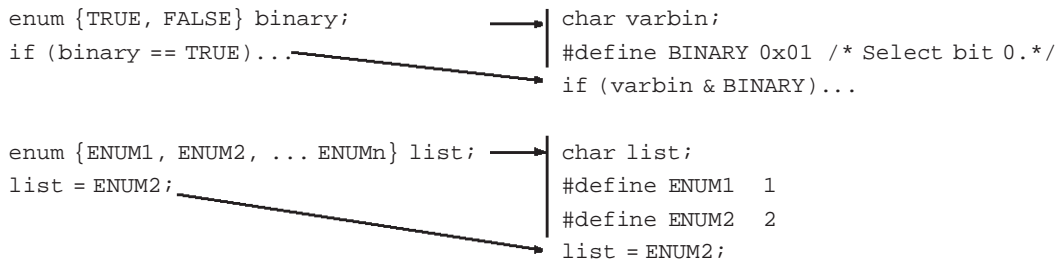 enum {TRUE, FALSE} binary;
if (binary == TRUE)...
char varbin;
#define BINARY 0x01 /* Select bit 0.*/
if (varbin & BINARY)...
enum {ENUM1, ENUM2, ... ENUMn} list;
list = ENUM2;
char list;
#define ENUM1 1
#define ENUM2 2
list = ENUM2;